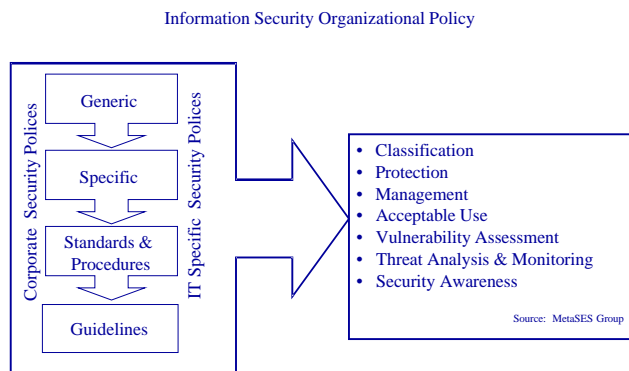 Information Security Organizational Policy
Corporate Security Polices
Generic
Specific
Standards &
Procedures
Guidelines
IT Specific Security Polices
• Classification
• Protection
• Management
• Acceptable Use
• Vulnerability Assessment
• Threat Analysis & Monitoring
• Security Awareness
Source: MetaSES Group